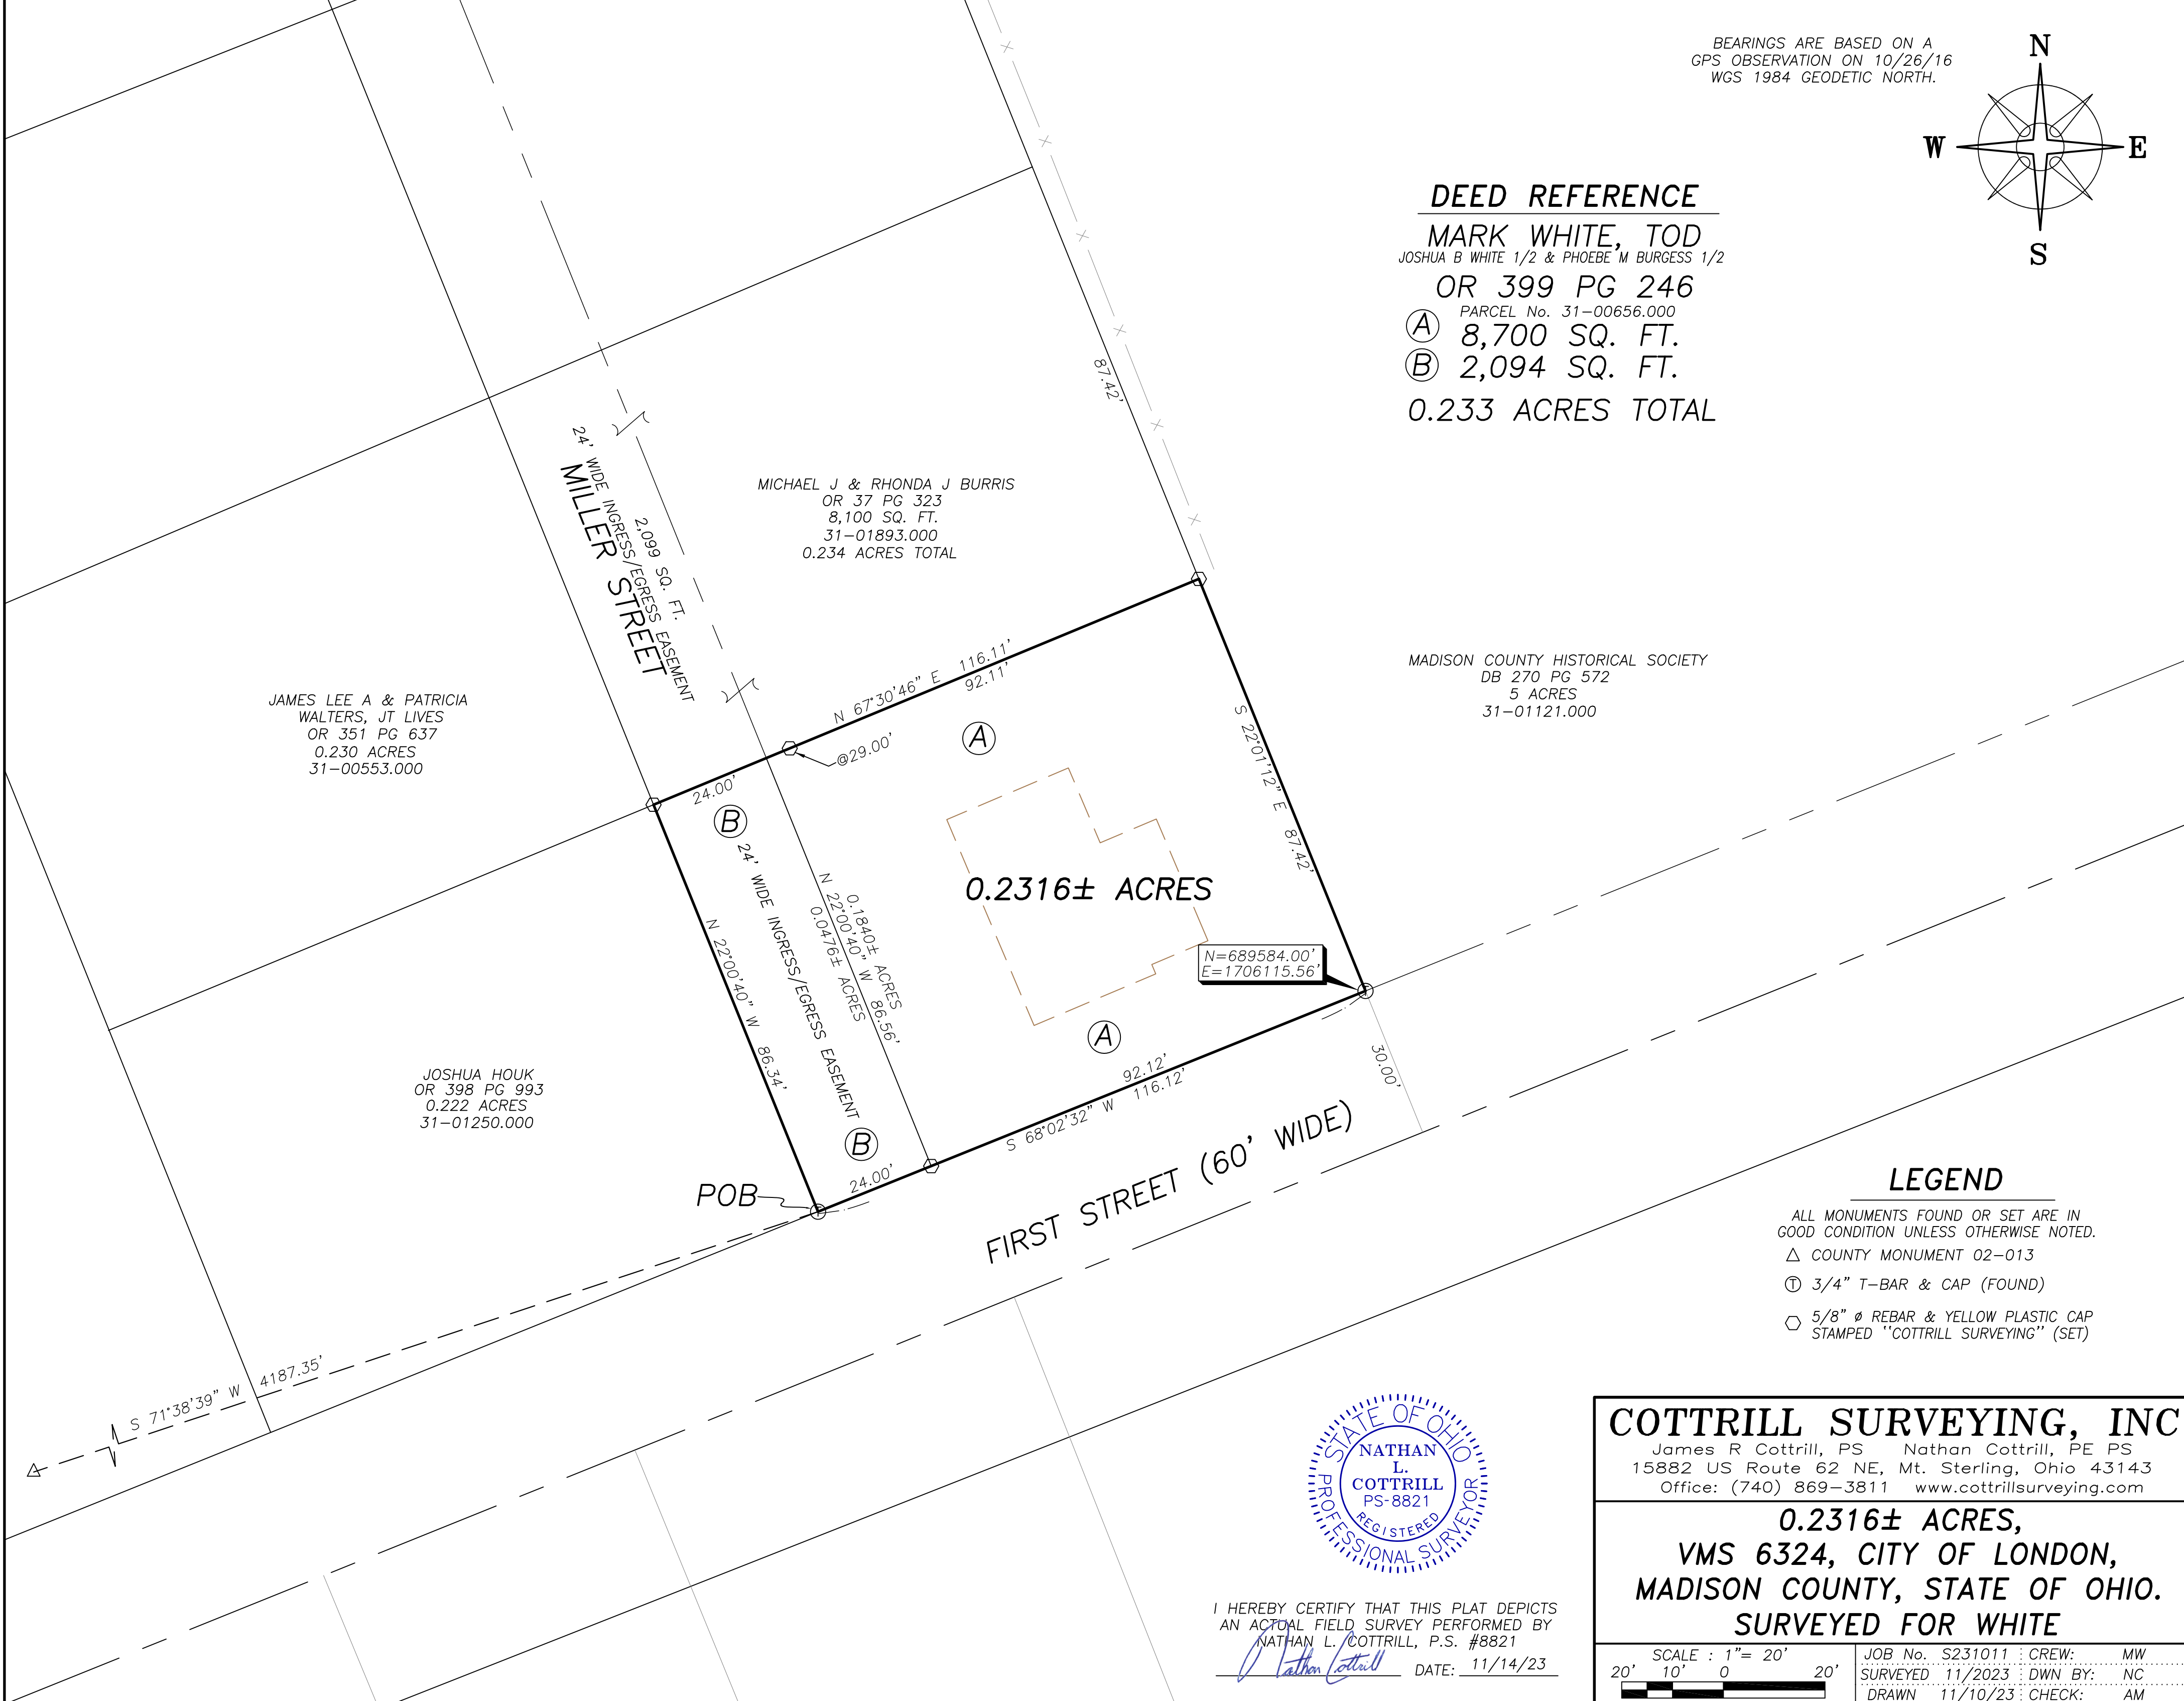 BEARINGS ARE BASED ON A
GPS OBSERVATION ON 10/26/16
WGS 1984 GEODETIC NORTH.
N
W
E
S
DEED REFERENCE
MARK WHITE, TOD
JOSHUA B WHITE 1/2 & PHOEBE M BURGESS 1/2
OR 399 PG 246
PARCEL No. 31-00656.000
A 8,700 SQ. FT.
B 2,094 SQ. FT.
0.233 ACRES TOTAL
87.42'
24' WIDE INGRESS/EGRESS EASEMENT
MILLER STREET
2,099 SQ. FT.
MICHAEL J & RHONDA J BURRIS
OR 37 PG 323
8,100 SQ. FT.
31-01893.000
0.234 ACRES TOTAL
JAMES LEE A & PATRICIA
WALTERS, JT LIVES
OR 351 PG 637
0.230 ACRES
31-00553.000
MADISON COUNTY HISTORICAL SOCIETY
DB 270 PG 572
5 ACRES
31-01121.000
N 67°30'46" E 116.11'
92.11'
@29.00'
24.00'
A
B
S 22°01'12" E 87.42'
24' WIDE INGRESS/EGRESS EASEMENT
0.1840± ACRES
N 22°00'40" W 86.56'
0.0476± ACRES
0.2316± ACRES
N=689584.00'
E=1706115.56'
N 22°00'40" W 86.34'
A
B
92.12'
S 68°02'32" W 116.12'
24.00'
30.00'
JOSHUA HOUK
OR 398 PG 993
0.222 ACRES
31-01250.000
POB
FIRST STREET (60' WIDE)
S 71°38'39" W 4187.35'
LEGEND
ALL MONUMENTS FOUND OR SET ARE IN
GOOD CONDITION UNLESS OTHERWISE NOTED.
COUNTY MONUMENT 02-013
T 3/4" T-BAR & CAP (FOUND)
5/8" ø REBAR & YELLOW PLASTIC CAP
STAMPED "COTTRILL SURVEYING" (SET)
STATE OF OHIO
NATHAN
L.
COTTRILL
PS-8821
REGISTERED
PROFESSIONAL SURVEYOR
I HEREBY CERTIFY THAT THIS PLAT DEPICTS
AN ACTUAL FIELD SURVEY PERFORMED BY
NATHAN L. COTTRILL, P.S. #8821
Nathan Cottrill DATE: 11/14/23
COTTRILL SURVEYING, INC
James R Cottrill, PS Nathan Cottrill, PE PS
15882 US Route 62 NE, Mt. Sterling, Ohio 43143
Office: (740) 869-3811 www.cottrillsurveying.com
0.2316± ACRES,
VMS 6324, CITY OF LONDON,
MADISON COUNTY, STATE OF OHIO.
SURVEYED FOR WHITE
SCALE : 1"= 20'
20' 10' 0 20'
JOB No. S231011 CREW: MW
SURVEYED 11/2023 DWN BY: NC
DRAWN 11/10/23 CHECK: AM